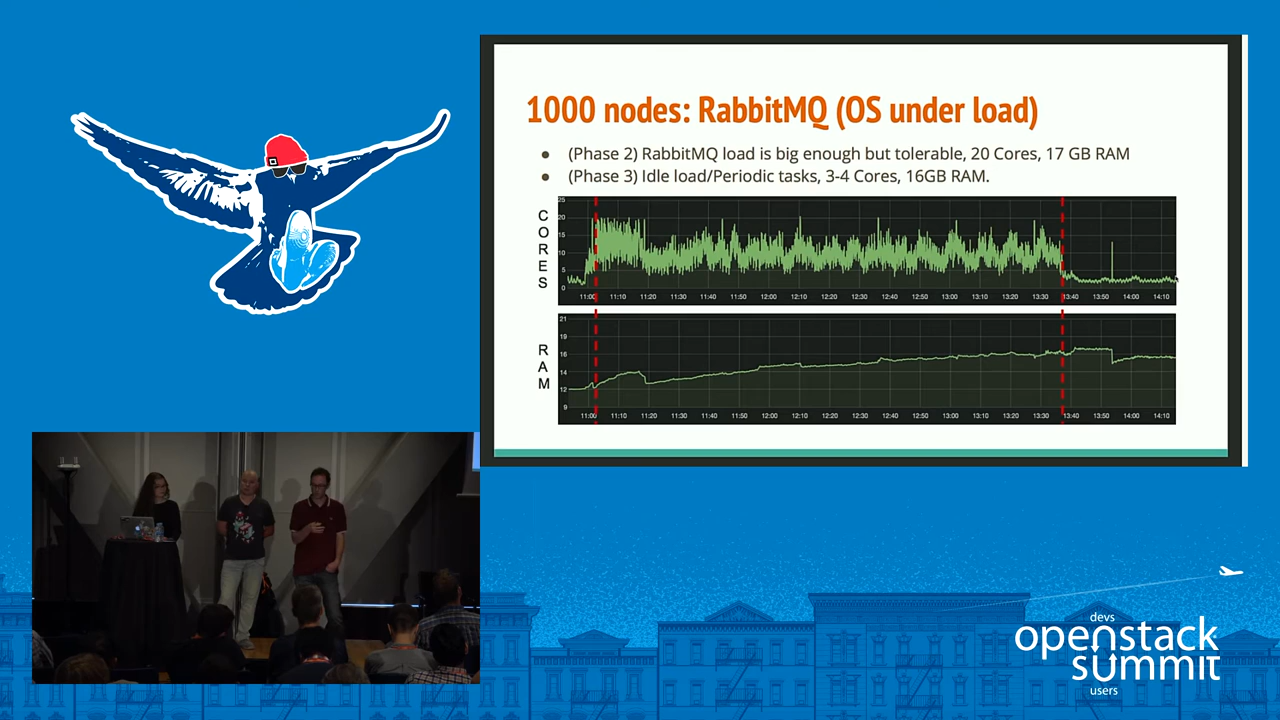 1000 nodes: RabbitMQ (OS under load)
● (Phase 2) RabbitMQ load is big enough but tolerable, 20 Cores, 17 GB RAM
● (Phase 3) Idle load/Periodic tasks, 3-4 Cores, 16GB RAM.
CORES
25
20
15
10
5
0
11:00 11:10 11:20 11:30 11:40 11:50 12:00 12:10 12:20 12:30 12:40 12:50 13:00 13:10 13:20 13:30 13:40 13:50 14:00 14:10
RAM
21
19
16
14
12
9
11:00 11:10 11:20 11:30 11:40 11:50 12:00 12:10 12:20 12:30 12:40 12:50 13:00 13:10 13:20 13:30 13:40 13:50 14:00 14:10
devs
openstack
summit
users